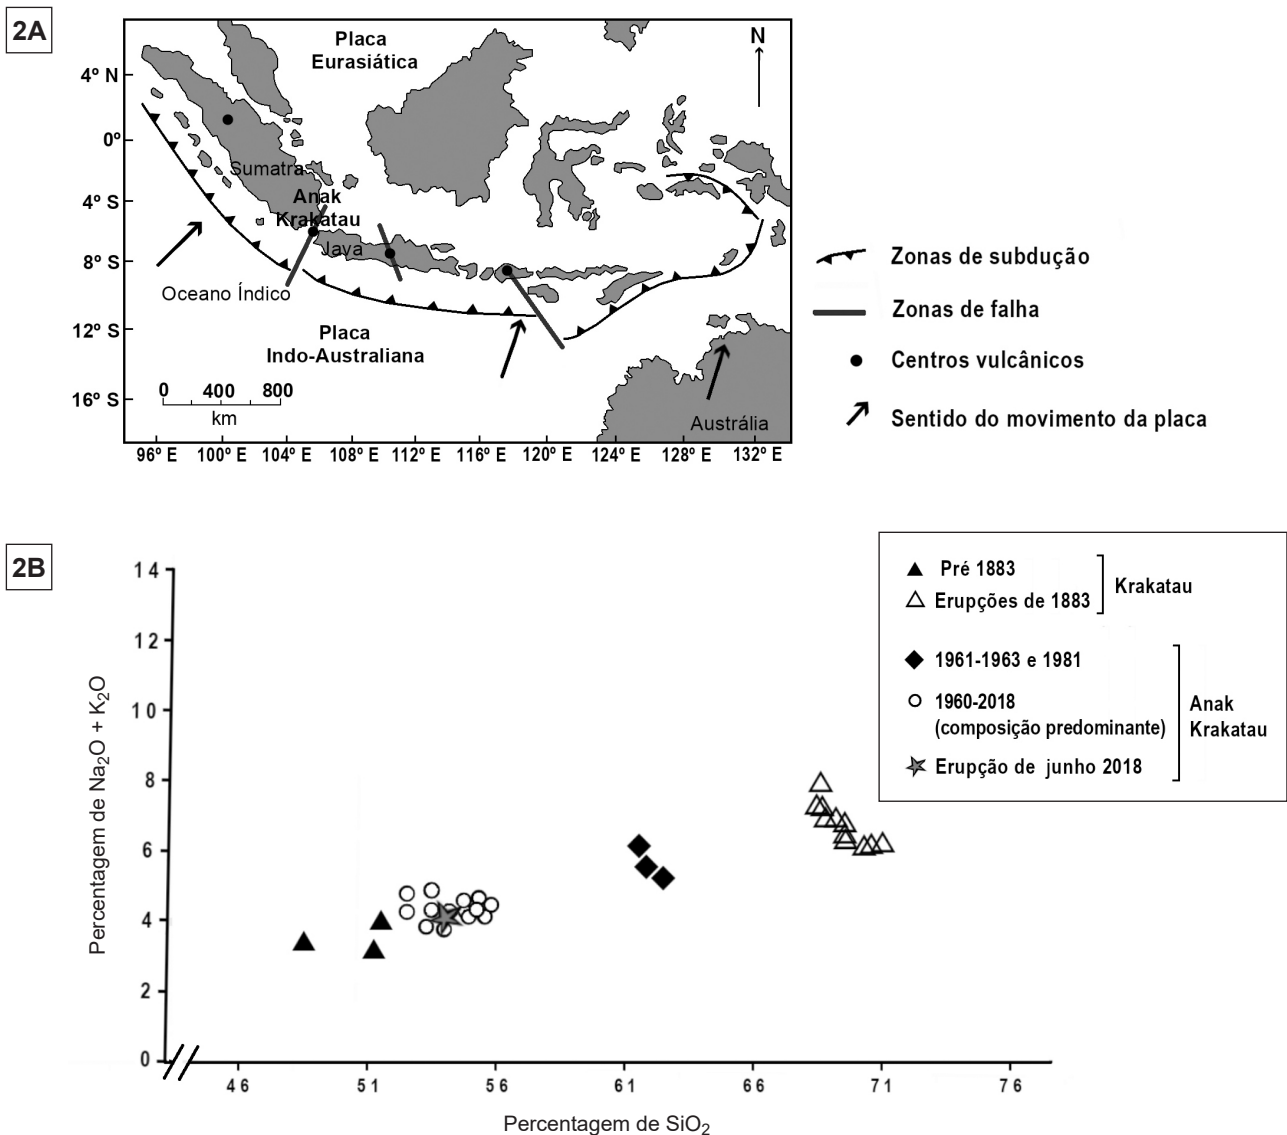 2A
Placa
Eurasiática
N
4º N
0º
4º S
8º S
12º S
16º S
Sumatra
Anak
Krakatau
Java
Oceano Índico
Placa
Indo-Australiana
0 400 800
km
Austrália
96º E 100º E 104º E 108º E 112º E 116º E 120º E 124º E 128º E 132º E
Zonas de subdução
Zonas de falha
Centros vulcânicos
Sentido do movimento da placa
2B
Percentagem de Na₂O + K₂O
14
12
10
8
6
4
2
0
46 51 56 61 66 71 76
Percentagem de SiO₂
Pré 1883
Erupções de 1883
Krakatau
1961-1963 e 1981
1960-2018
(composição predominante)
Erupção de junho 2018
Anak
Krakatau